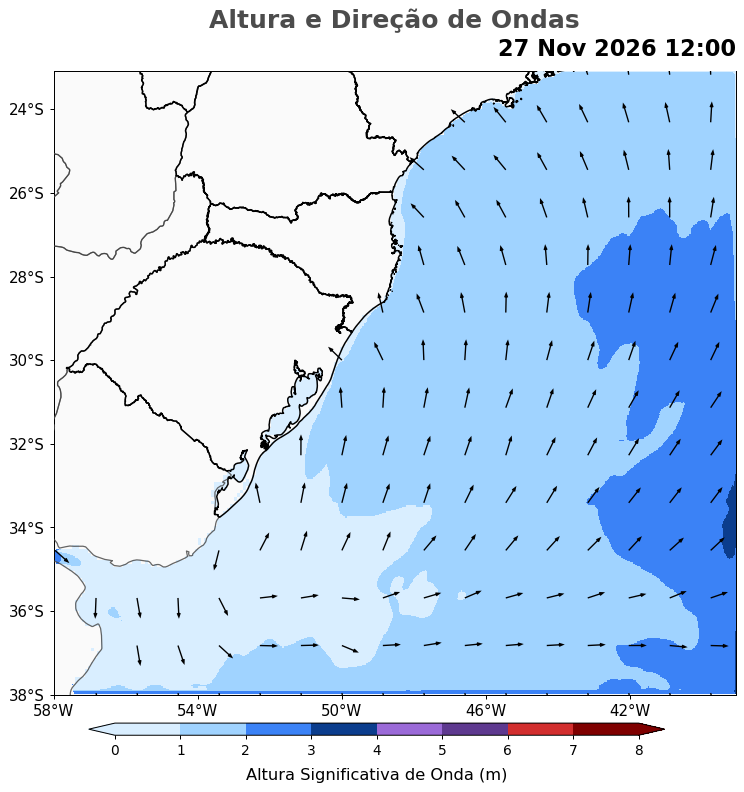 Altura e Direção de Ondas
27 Nov 2026 12:00
24°S
26°S
28°S
30°S
32°S
34°S
36°S
38°S
58°W 54°W 50°W 46°W 42°W
0 1 2 3 4 5 6 7 8
Altura Significativa de Onda (m)